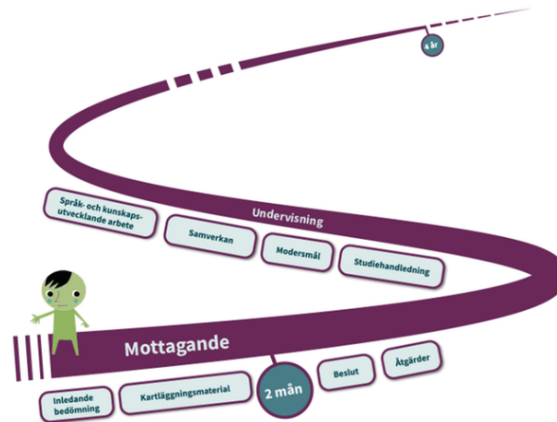 4 år
Undervisning
Språk- och kunskaps-
utvecklande arbete
Samverkan
Modersmål
Studiehandledning
Mottagande
Inledande
bedömning
Kartläggningsmaterial
2 mån
Beslut
Åtgärder